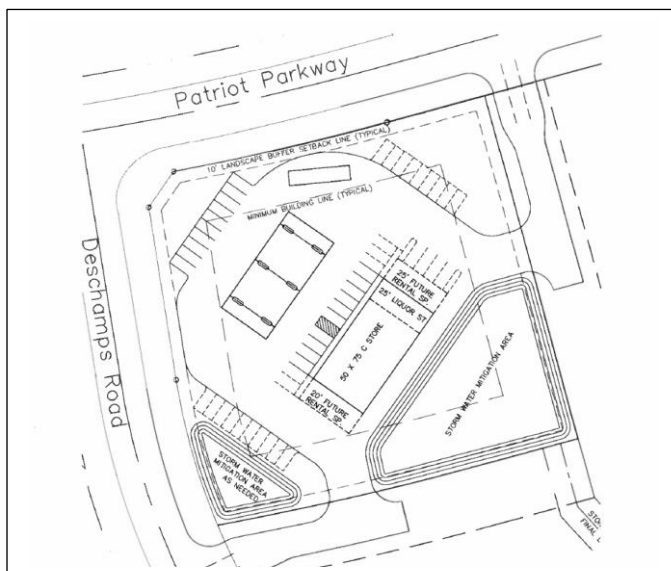 Patriot Parkway
10' LANDSCAPE BUFFER SETBACK LINE (TYPICAL)
MINIMUM BUILDING LINE (TYPICAL)
Deschamps Road
25' FUTURE
RENTAL SP.
25' LIQUOR ST
50 X 75 C STORE
20' FUTURE
RENTAL SP.
STORM WATER MITIGATION AREA
STORM WATER
MITIGATION AREA
AS NEEDED
FINAL L